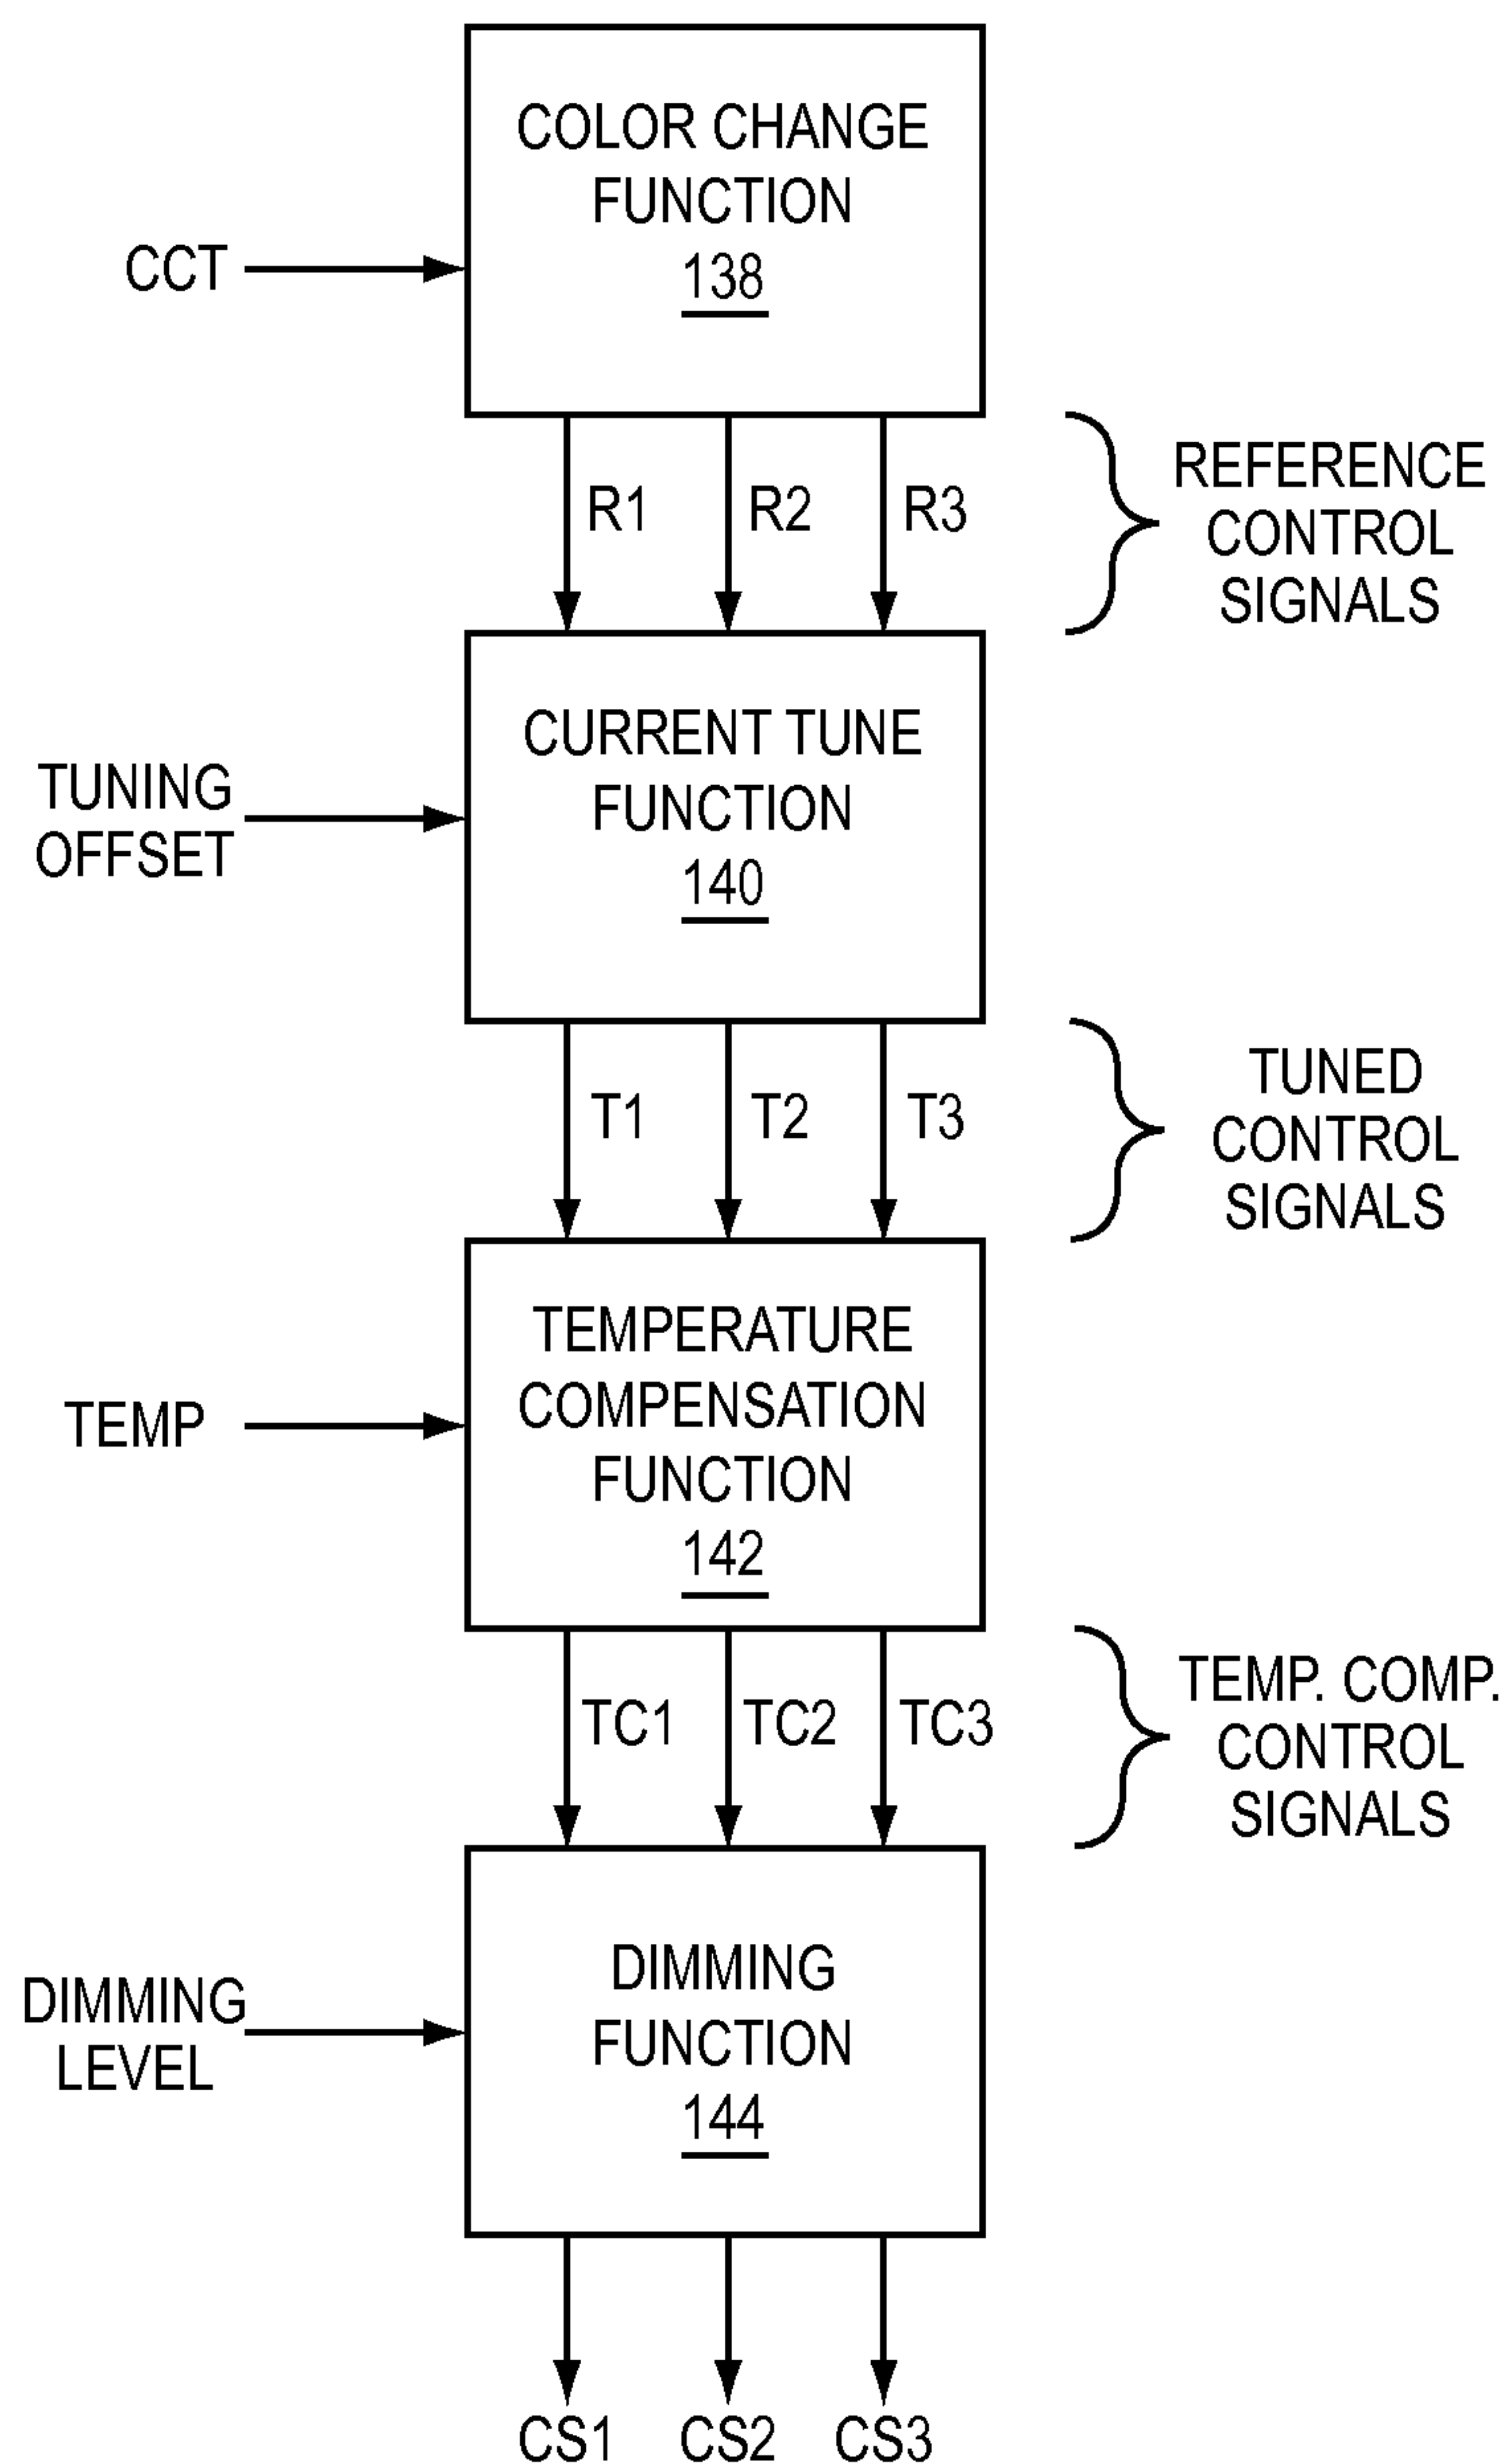 COLOR CHANGE
FUNCTION
138
CCT
R1 R2 R3
REFERENCE
CONTROL
SIGNALS
CURRENT TUNE
FUNCTION
140
TUNING
OFFSET
T1 T2 T3
TUNED
CONTROL
SIGNALS
TEMPERATURE
COMPENSATION
FUNCTION
142
TEMP
TC1 TC2 TC3
TEMP. COMP.
CONTROL
SIGNALS
DIMMING
FUNCTION
144
DIMMING
LEVEL
CS1 CS2 CS3